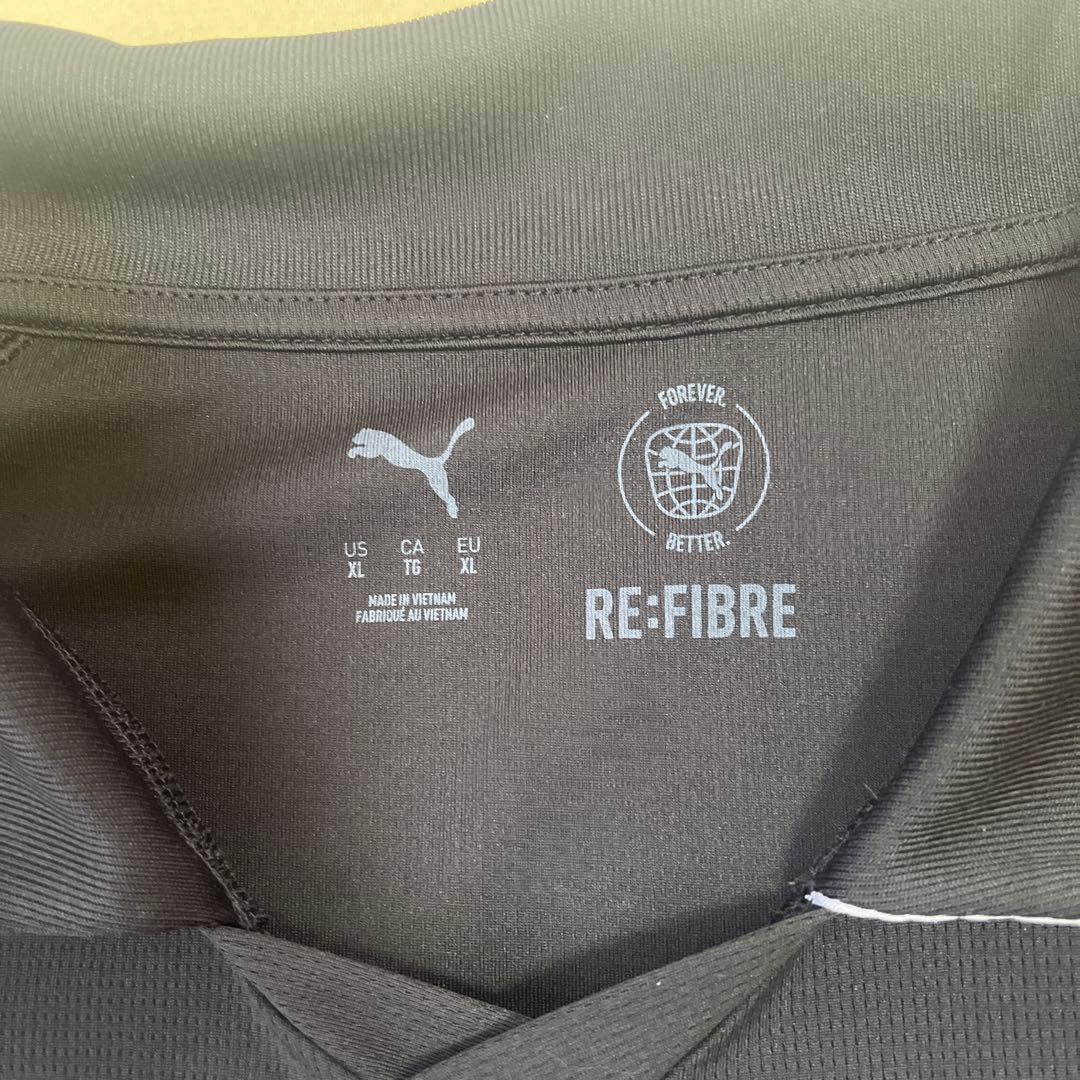 US CA EU
XL TG XL
MADE IN VIETNAM
FABRIQUÉ AU VIETNAM
FOREVER.
BETTER.
RE:FIBRE